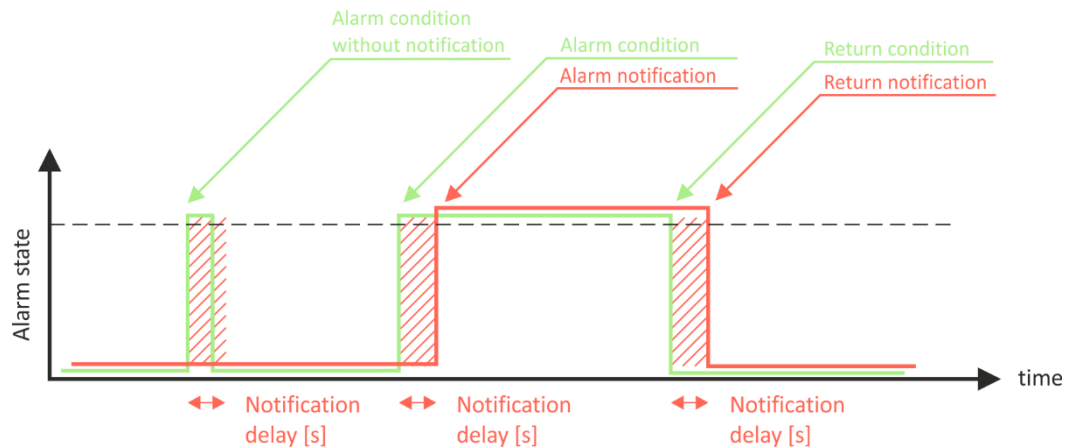 Alarm condition
without notification
Alarm condition
Alarm notification
Return condition
Return notification
Alarm state
time
Notification
delay [s]
Notification
delay [s]
Notification
delay [s]